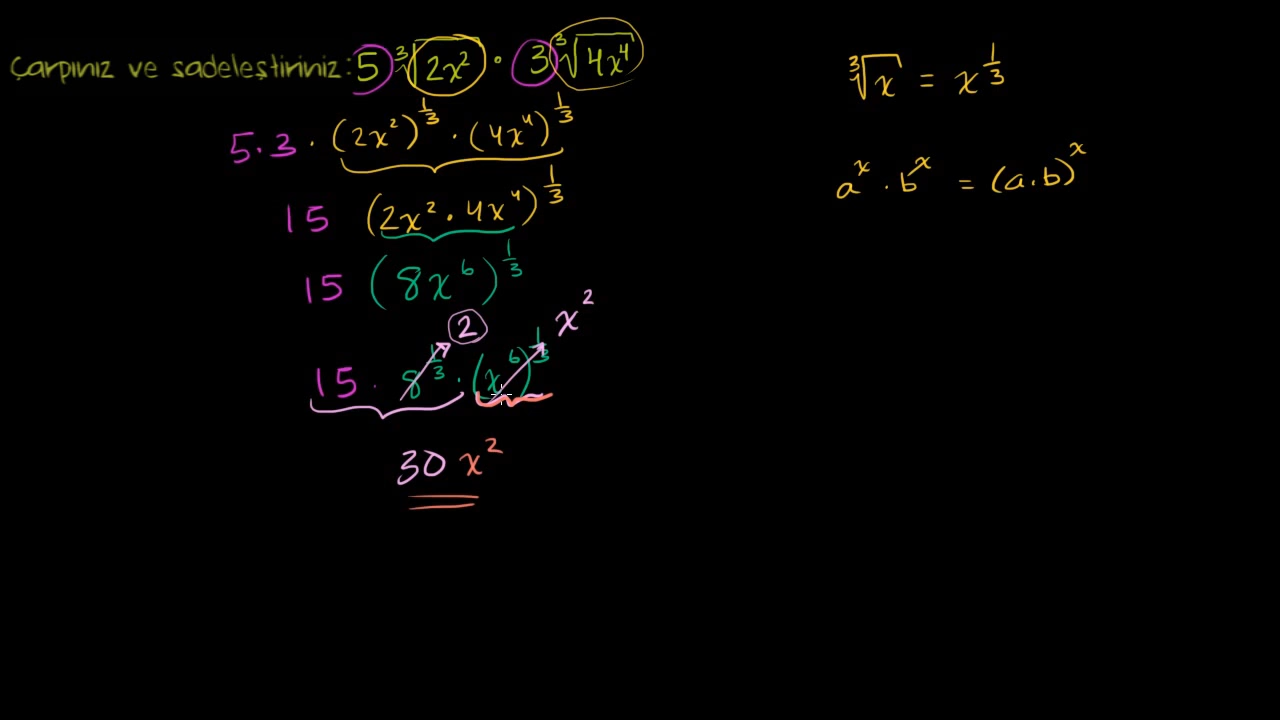 Çarpınız ve sadeleştiriniz: 5 ∛(2x²) · 3 ∛(4x⁴)
5·3 · (2x²)^(1/3) · (4x⁴)^(1/3)
15 (2x² · 4x⁴)^(1/3)
15 (8x⁶)^(1/3)
2 x²
15 · 8^(1/3) · (x⁶)^(1/3)
30 x²
∛x = x^(1/3)
a^x · b^x = (a·b)^x